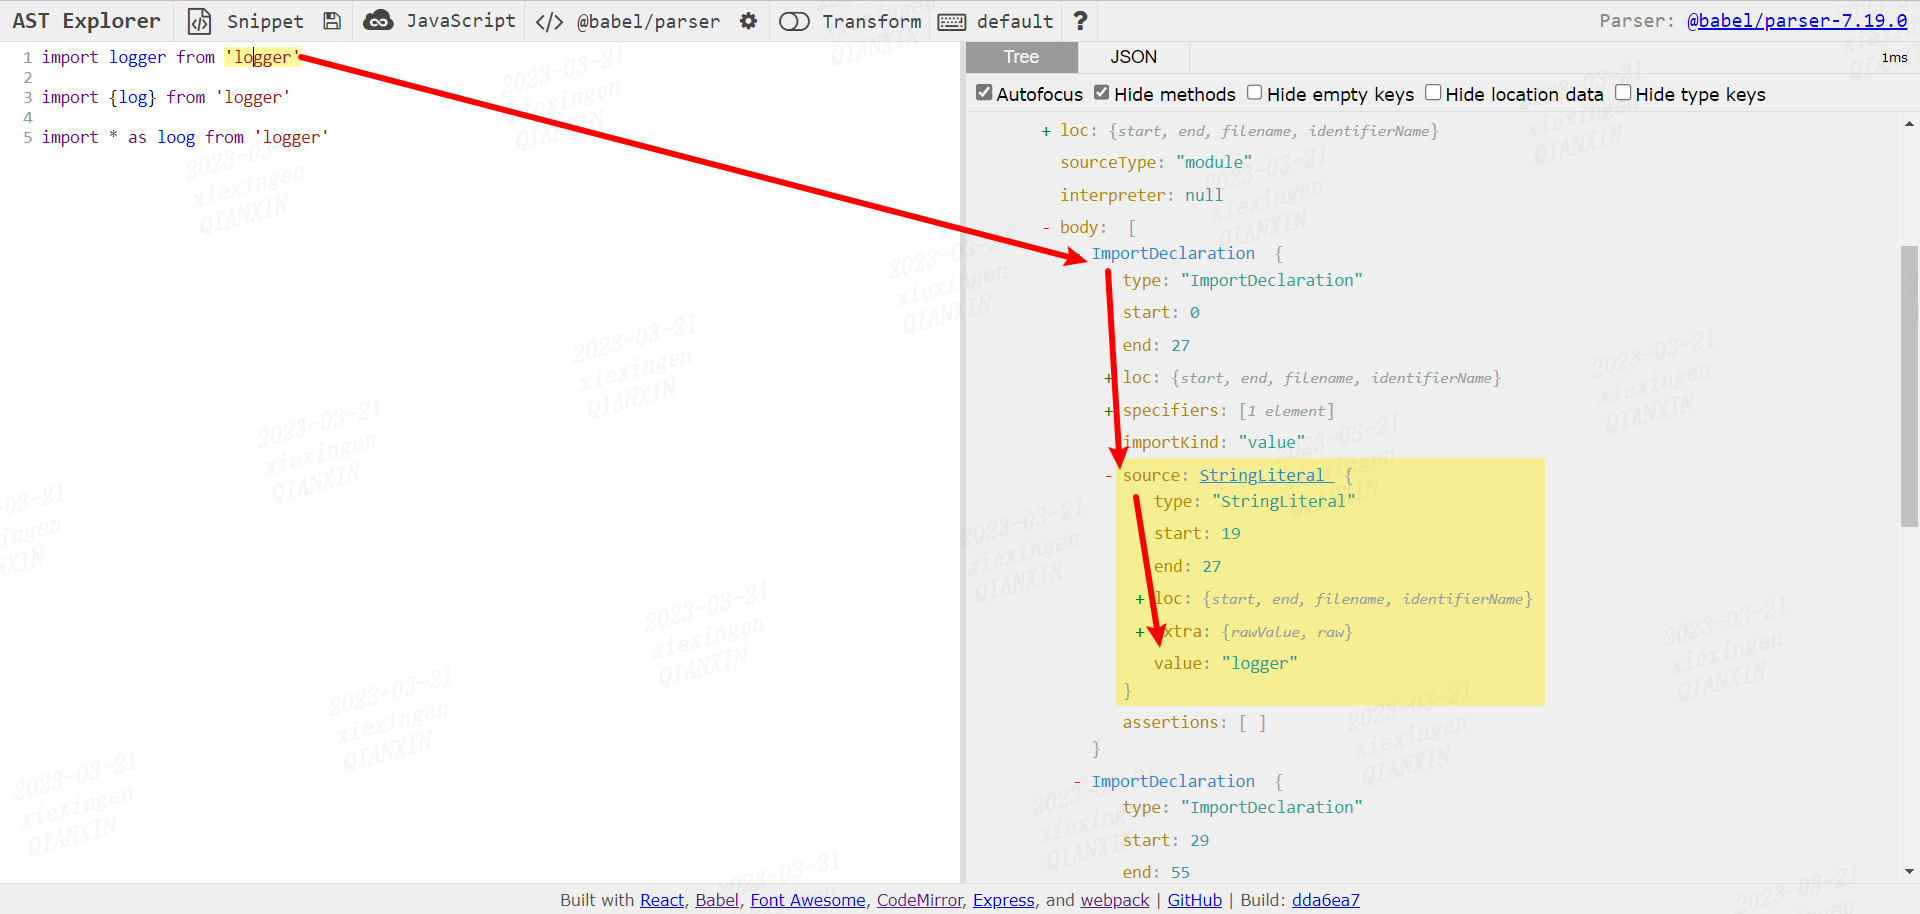 AST Explorer Snippet JavaScript </> @babel/parser Transform default ? Parser: @babel/parser-7.19.0
1 import logger from 'logger'
2
3 import {log} from 'logger'
4
5 import * as loog from 'logger'
Tree JSON 1ms
Autofocus Hide methods Hide empty keys Hide location data Hide type keys
+ loc: {start, end, filename, identifierName}
sourceType: "module"
interpreter: null
- body: [
ImportDeclaration {
type: "ImportDeclaration"
start: 0
end: 27
+ loc: {start, end, filename, identifierName}
+ specifiers: [1 element]
importKind: "value"
- source: StringLiteral {
type: "StringLiteral"
start: 19
end: 27
+ loc: {start, end, filename, identifierName}
+ extra: {rawValue, raw}
value: "logger"
}
assertions: [ ]
}
- ImportDeclaration {
type: "ImportDeclaration"
start: 29
end: 55
Built with React, Babel, Font Awesome, CodeMirror, Express, and webpack | GitHub | Build: dda6ea7
2023-03-21
xiexingen
QIANXIN